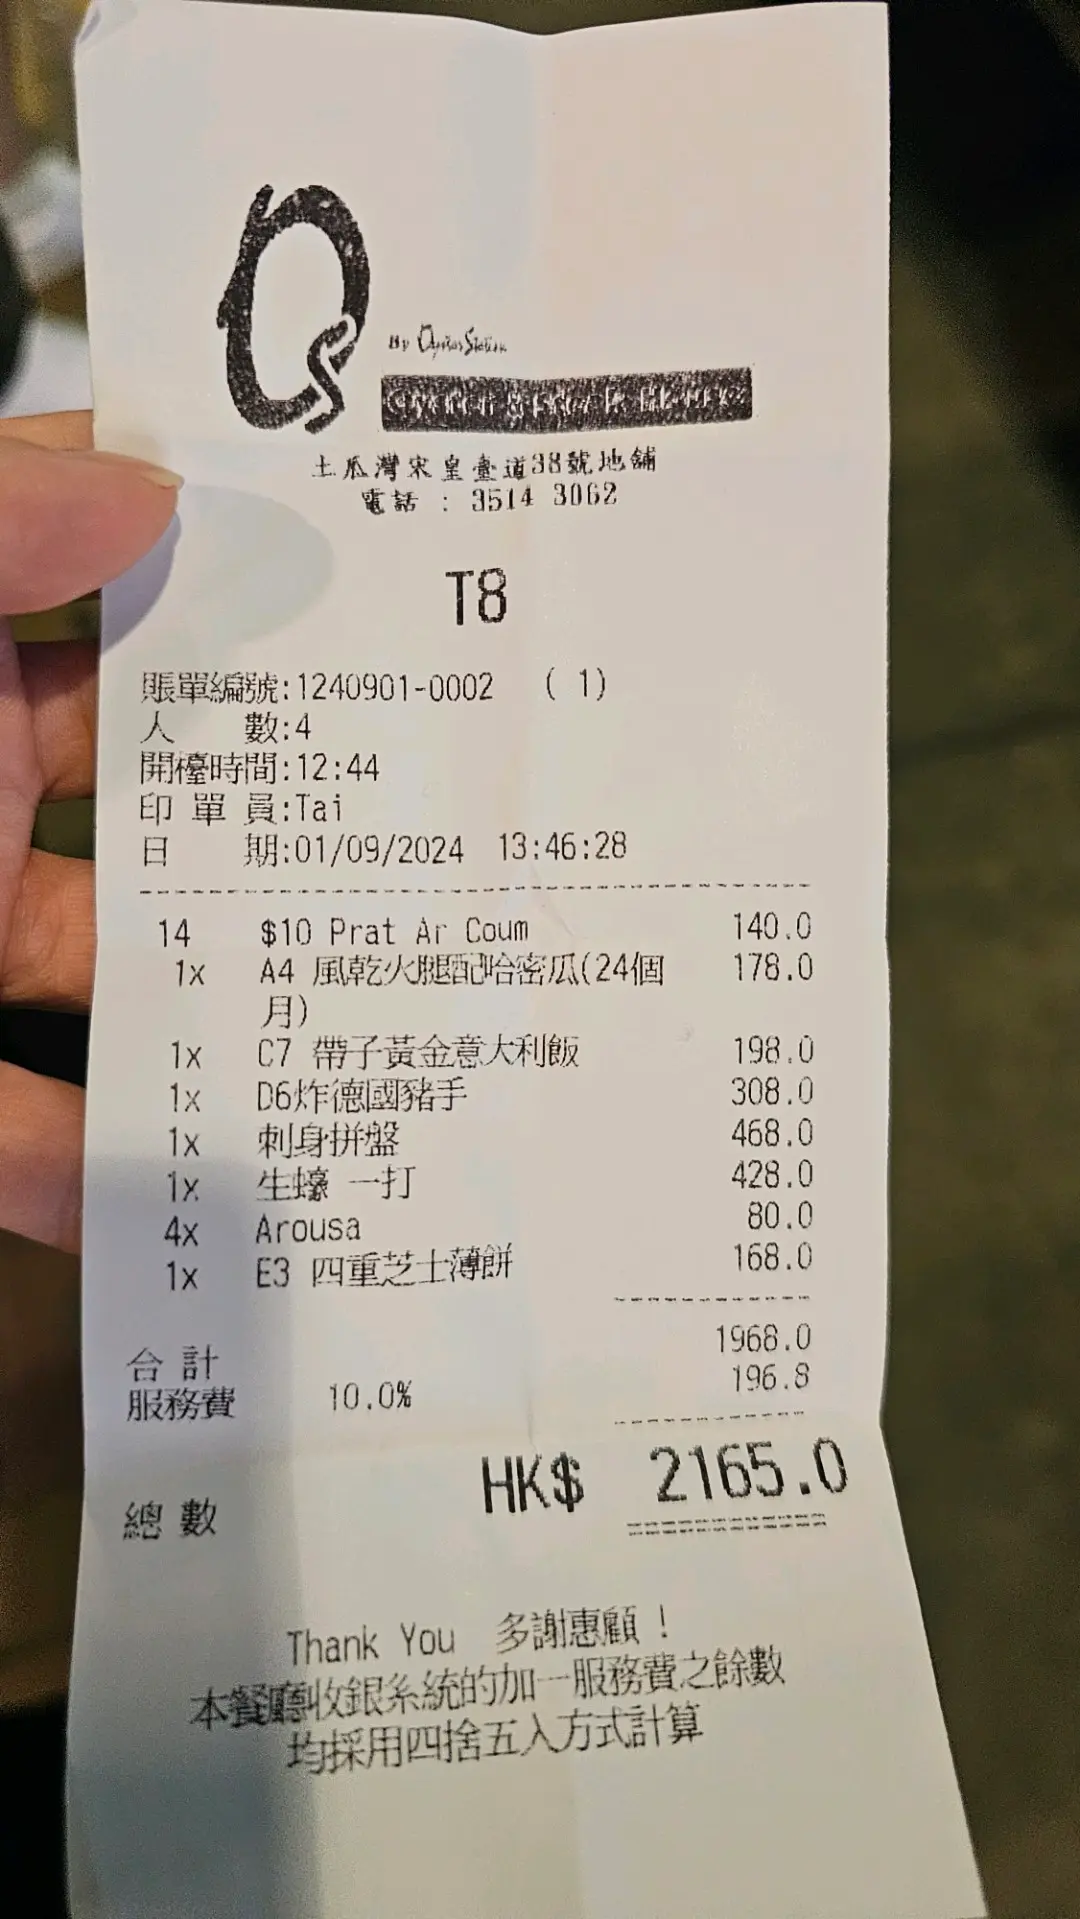 By Oyster Station
土瓜灣宋皇臺道38號地舖
電話 : 3514 3062
T8
賬單編號:1240901-0002 ( 1)
人 數:4
開檯時間:12:44
印 單 員:Tai
日 期:01/09/2024 13:46:28
14 $10 Prat Ar Coum 140.0
1x A4 風乾火腿配哈密瓜(24個 178.0
月)
1x C7 帶子黃金意大利飯 198.0
1x D6炸德國豬手 308.0
1x 刺身拼盤 468.0
1x 生蠔 一打 428.0
4x Arousa 80.0
1x E3 四重芝士薄餅 168.0
合 計 1968.0
服務費 10.0% 196.8
總 數 HK$ 2165.0
Thank You 多謝惠顧 !
本餐廳收銀系統的加一服務費之餘數
均採用四捨五入方式計算